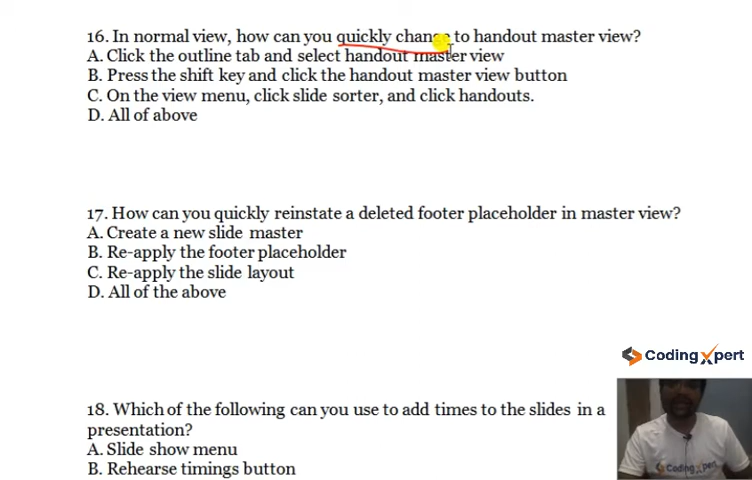 16. In normal view, how can you quickly change to handout master view?
A. Click the outline tab and select handout master view
B. Press the shift key and click the handout master view button
C. On the view menu, click slide sorter, and click handouts.
D. All of above
17. How can you quickly reinstate a deleted footer placeholder in master view?
A. Create a new slide master
B. Re-apply the footer placeholder
C. Re-apply the slide layout
D. All of the above
Coding Xpert
18. Which of the following can you use to add times to the slides in a
presentation?
A. Slide show menu
B. Rehearse timings button
Coding Xpert